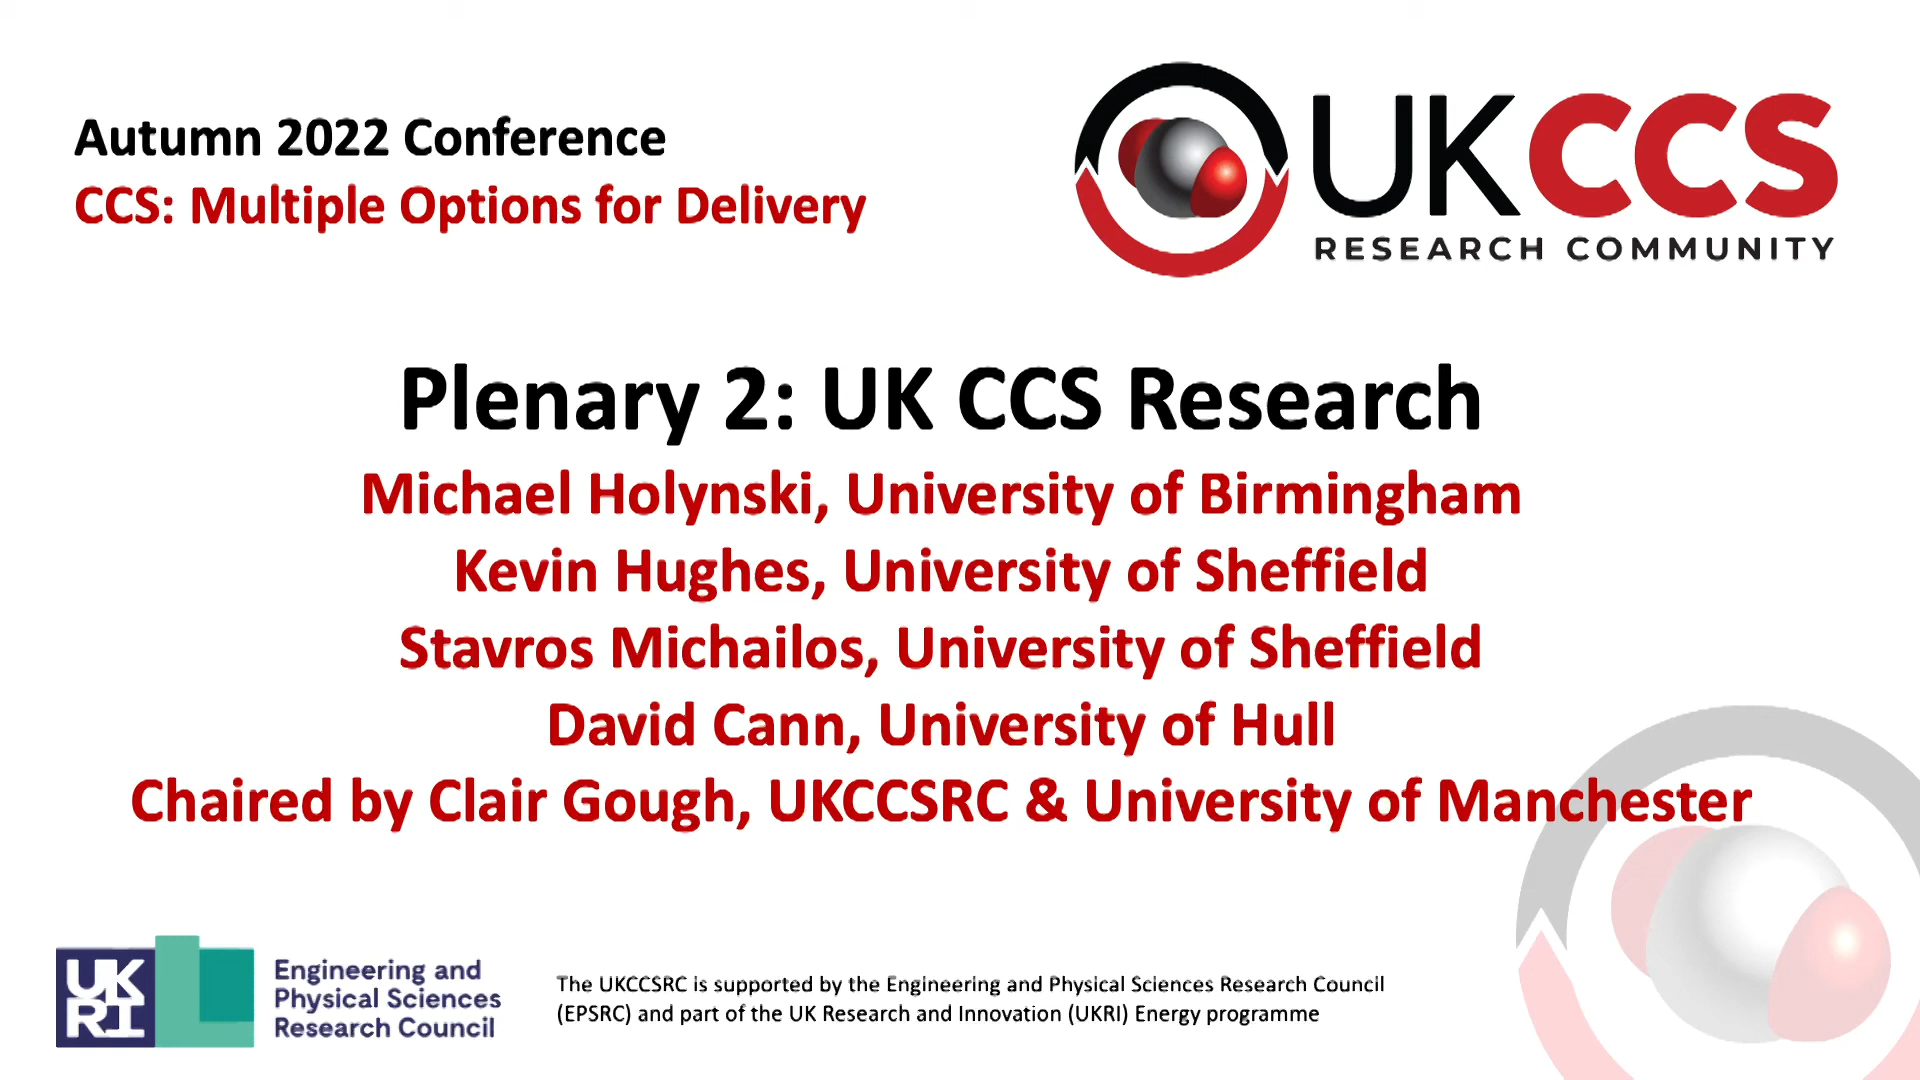 Autumn 2022 Conference
CCS: Multiple Options for Delivery
UKCCS
RESEARCH COMMUNITY
Plenary 2: UK CCS Research
Michael Holynski, University of Birmingham
Kevin Hughes, University of Sheffield
Stavros Michailos, University of Sheffield
David Cann, University of Hull
Chaired by Clair Gough, UKCCSRC & University of Manchester
UK
RI
Engineering and
Physical Sciences
Research Council
The UKCCSRC is supported by the Engineering and Physical Sciences Research Council
(EPSRC) and part of the UK Research and Innovation (UKRI) Energy programme